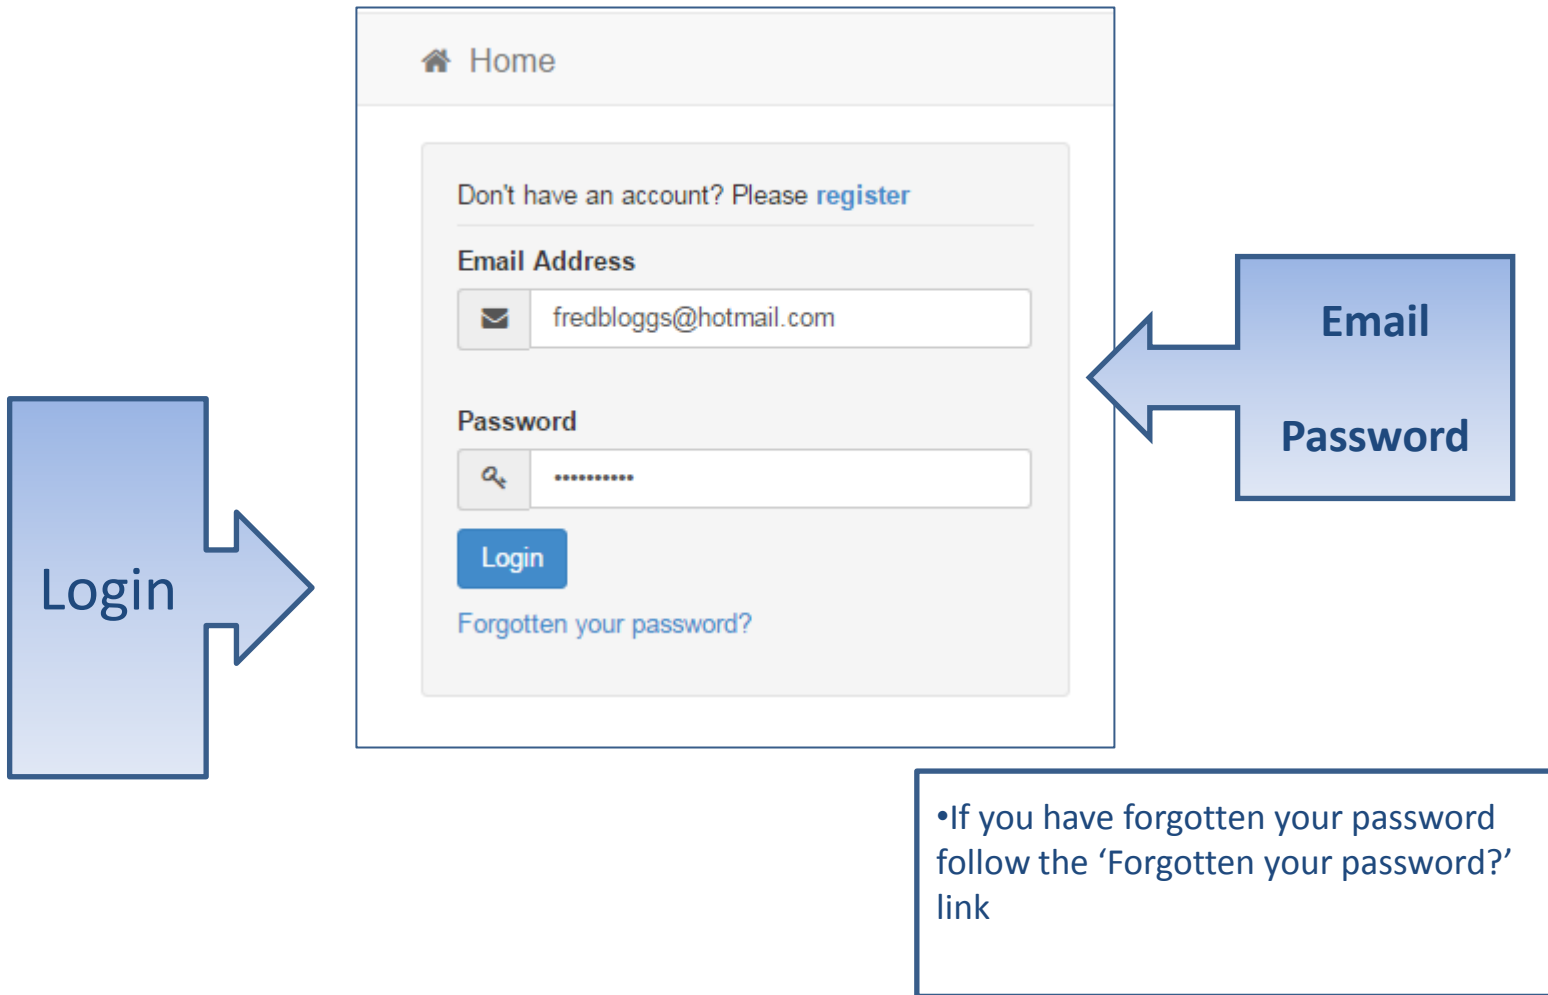 Home
Don't have an account? Please register
Email Address
fredbloggs@hotmail.com
Password
••••••••••
Login
Forgotten your password?
Login
Email
Password
•If you have forgotten your password
follow the ‘Forgotten your password?’
link